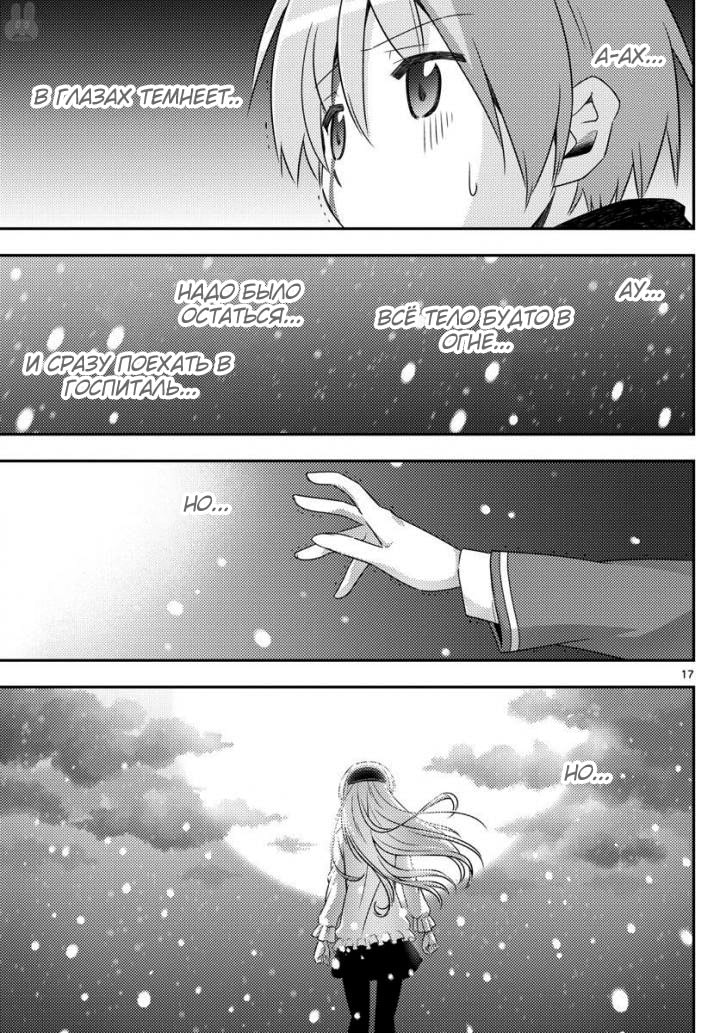 А-АХ...
В ГЛАЗАХ ТЕМНЕЕТ..
АУ...
ВСЁ ТЕЛО БУДТО В
ОГНЕ...
НАДО БЫЛО
ОСТАТЬСЯ...
И СРАЗУ ПОЕХАТЬ В
ГОСПИТАЛЬ...
НО...
17
НО...